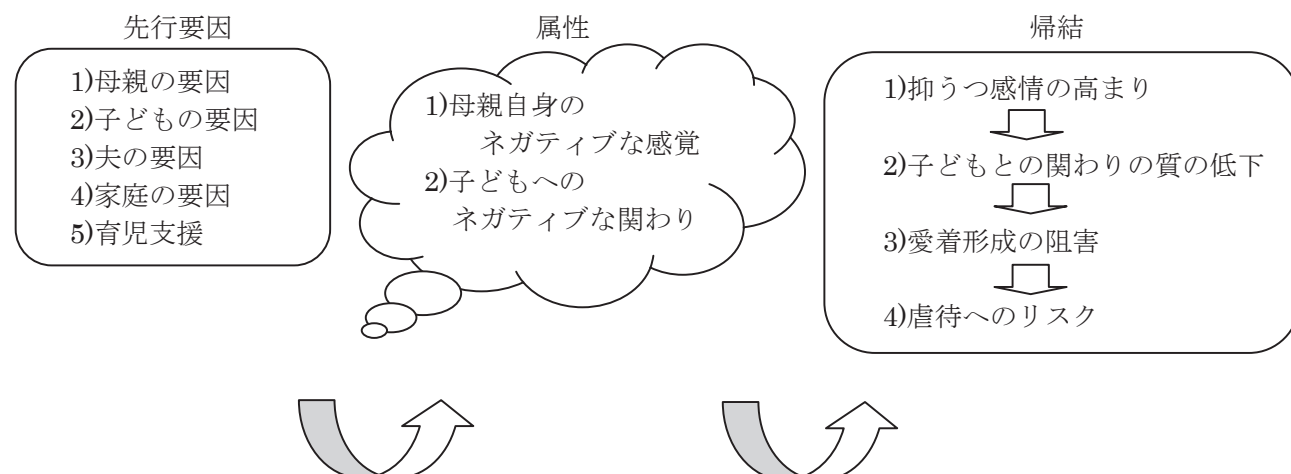 先行要因
1)母親の要因
2)子どもの要因
3)夫の要因
4)家庭の要因
5)育児支援
属性
1)母親自身の
ネガティブな感覚
2)子どもへの
ネガティブな関わり
帰結
1)抑うつ感情の高まり
2)子どもとの関わりの質の低下
3)愛着形成の阻害
4)虐待へのリスク